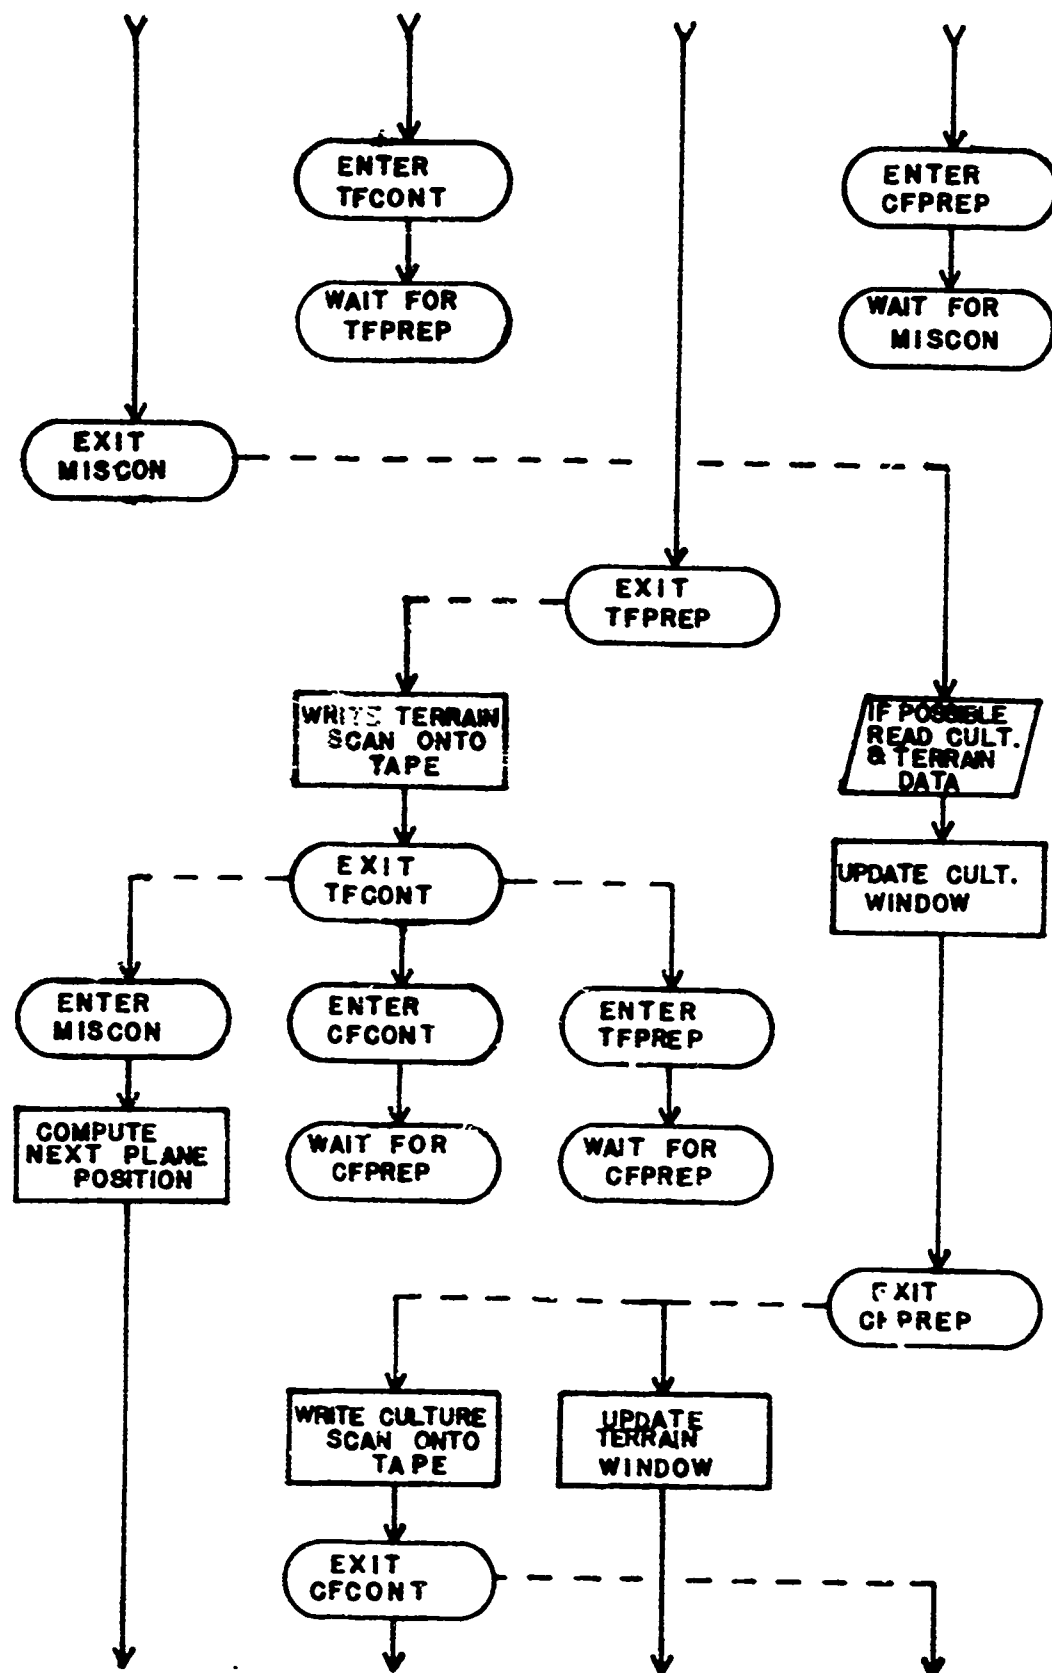 ENTER
TFCONT
ENTER
CFPREP
WAIT FOR
TFPREP
WAIT FOR
MISCON
EXIT
MISCON
EXIT
TFPREP
WRITE TERRAIN
SCAN ONTO
TAPE
IF POSSIBLE
READ CULT.
& TERRAIN
DATA
EXIT
TFCONT
UPDATE CULT.
WINDOW
ENTER
MISCON
ENTER
CFCONT
ENTER
TFPREP
COMPUTE
NEXT PLANE
POSITION
WAIT FOR
CFPREP
WAIT FOR
CFPREP
EXIT
CFPREP
WRITE CULTURE
SCAN ONTO
TAPE
UPDATE
TERRAIN
WINDOW
EXIT
CFCONT